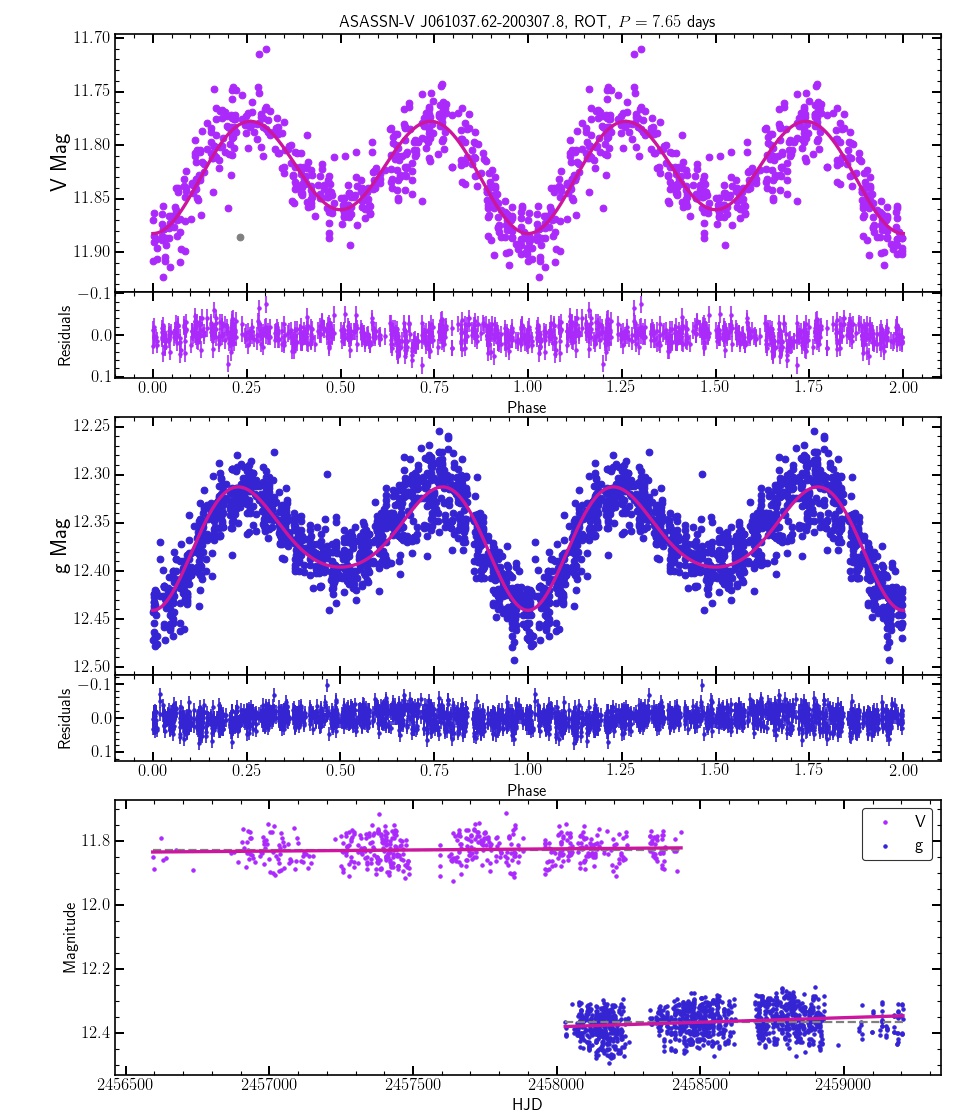 ASASSN-V J061037.62-200307.8, ROT, P = 7.65 days
11.70
11.75
11.80
11.85
11.90
V Mag
−0.1
0.0
0.1
Residuals
0.00 0.25 0.50 0.75 1.00 1.25 1.50 1.75 2.00
Phase
12.25
12.30
12.35
12.40
12.45
12.50
g Mag
−0.1
0.0
0.1
Residuals
0.00 0.25 0.50 0.75 1.00 1.25 1.50 1.75 2.00
Phase
V
g
11.8
12.0
12.2
12.4
Magnitude
2456500 2457000 2457500 2458000 2458500 2459000
HJD